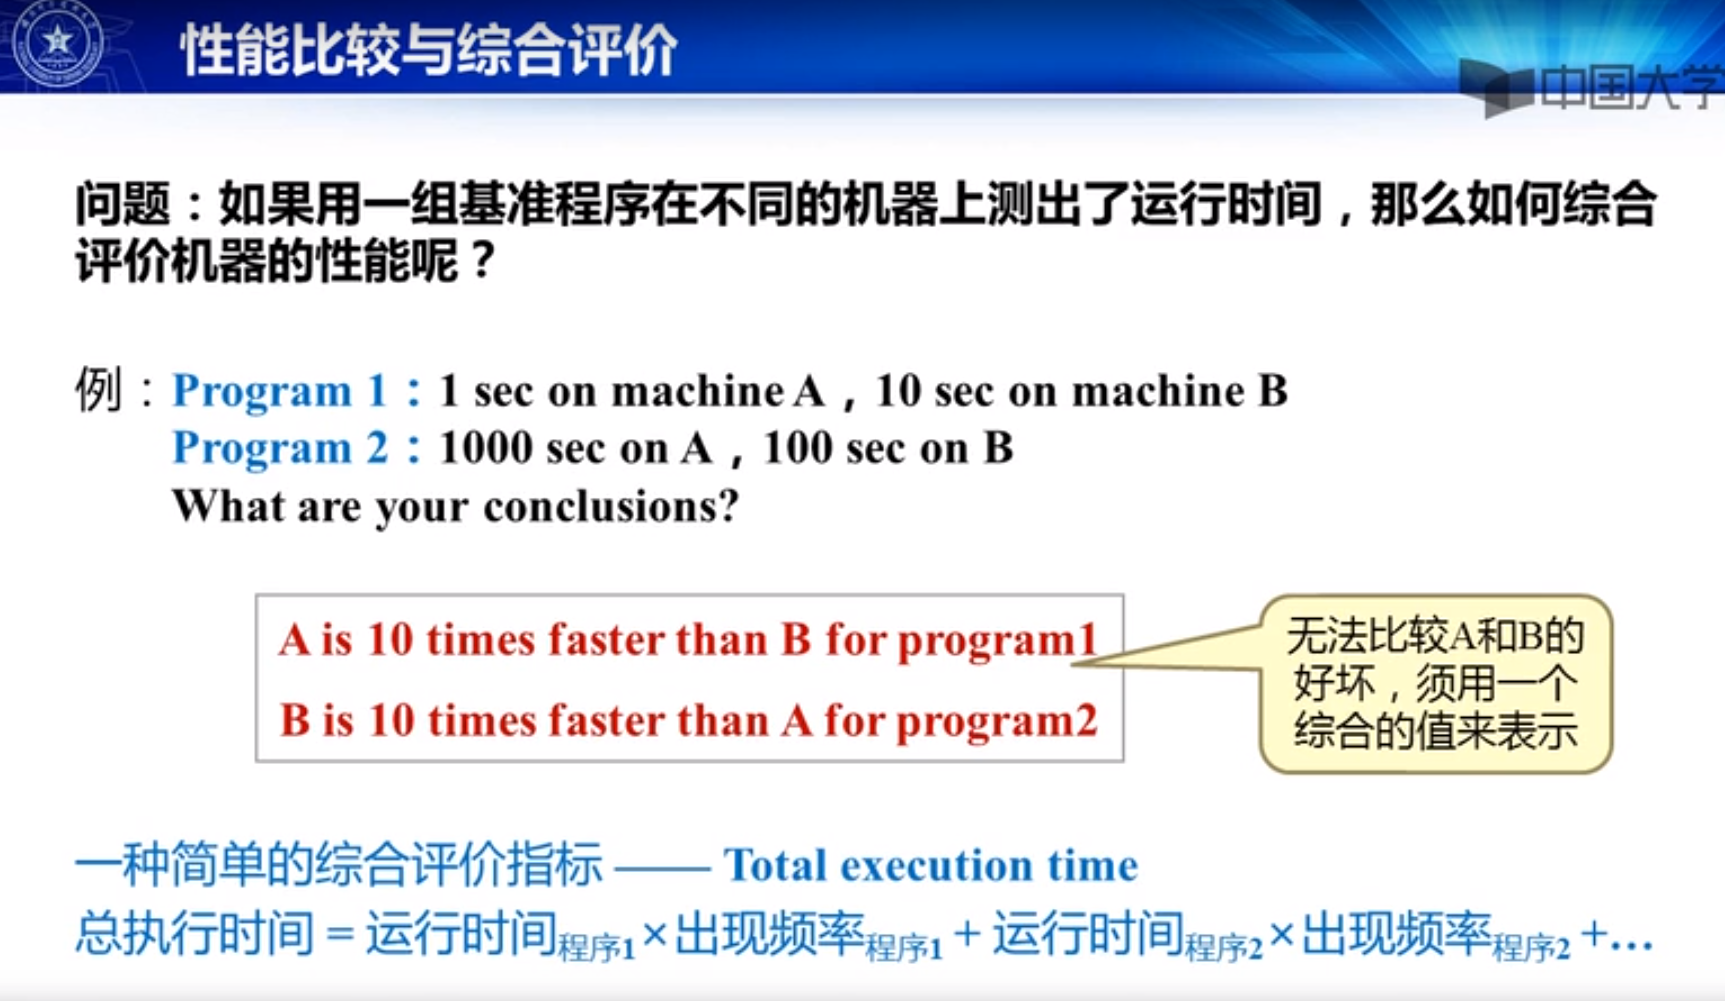 性能比较与综合评价
中国大学
问题：如果用一组基准程序在不同的机器上测出了运行时间，那么如何综合
评价机器的性能呢？
例：Program 1：1 sec on machine A，10 sec on machine B
Program 2：1000 sec on A，100 sec on B
What are your conclusions?
A is 10 times faster than B for program1
B is 10 times faster than A for program2
无法比较A和B的
好坏，须用一个
综合的值来表示
一种简单的综合评价指标 —— Total execution time
总执行时间 = 运行时间程序1×出现频率程序1 + 运行时间程序2×出现频率程序2 +…